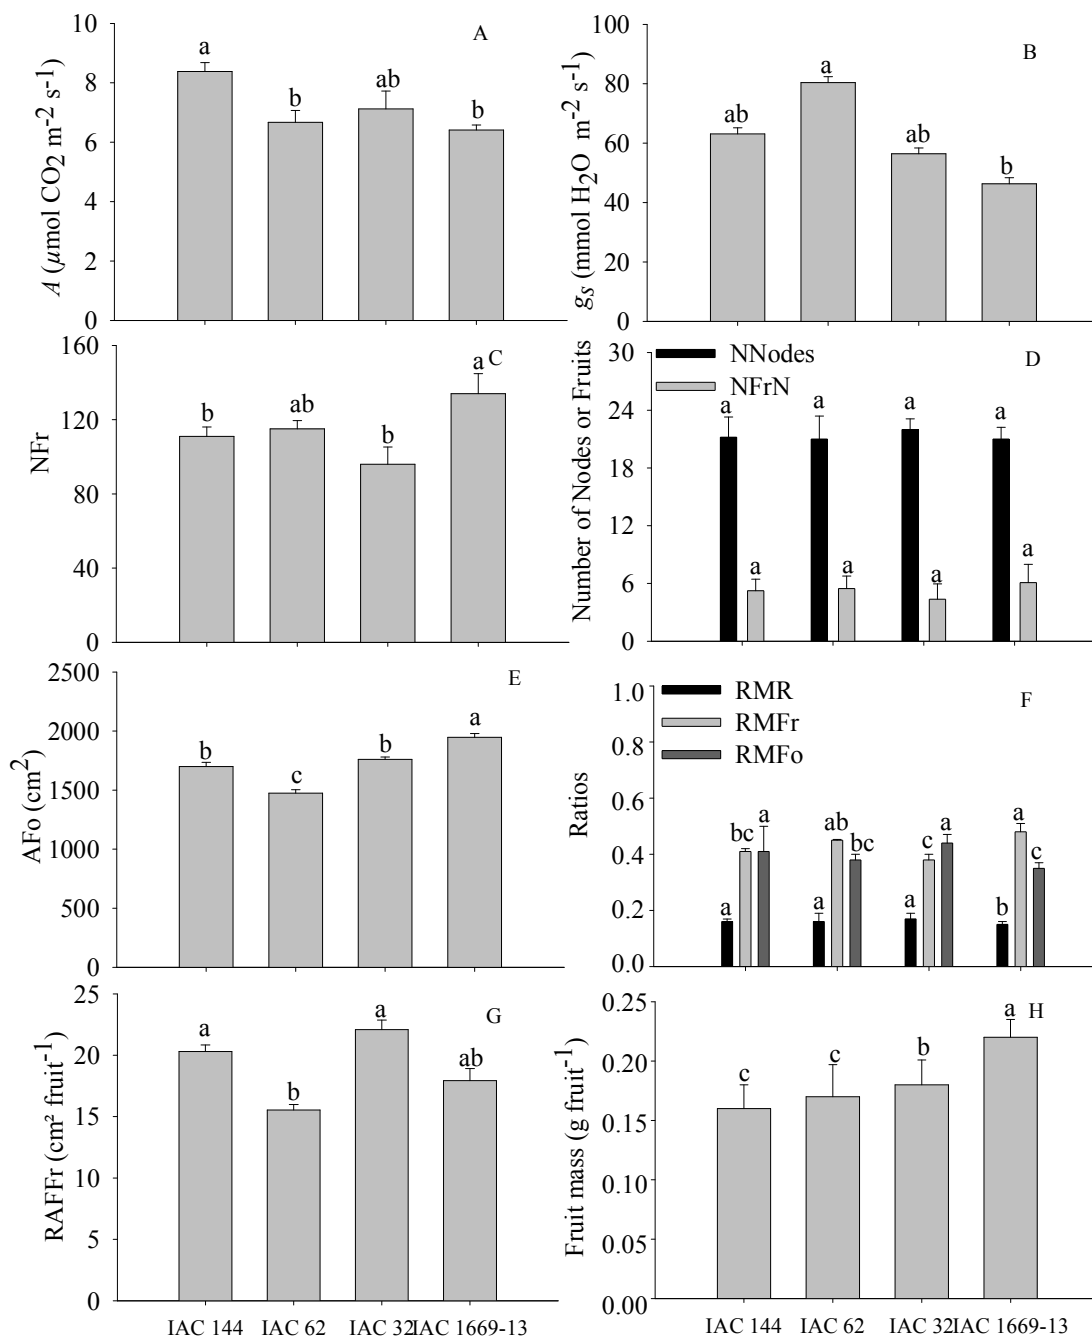 A
10
8
6
4
2
0
A (μmol CO2 m-2 s-1)
a
b
ab
b
B
100
80
60
40
20
0
gs (mmol H2O m-2 s-1)
ab
a
ab
b
C
160
120
80
40
0
NFr
b
ab
b
a
D
NNodes
NFrN
30
24
18
12
6
0
Number of Nodes or Fruits
a
a
a
a
a
a
a
a
E
2500
2000
1500
1000
500
0
AFo (cm2)
b
c
b
a
F
RMR
RMFr
RMFo
1.0
0.8
0.6
0.4
0.2
0.0
Ratios
a
bc
a
a
ab
bc
a
c
a
b
a
c
G
25
20
15
10
5
0
RAFFr (cm² fruit-1)
a
b
a
ab
IAC 144 IAC 62 IAC 32 IAC 1669-13
H
0.25
0.20
0.15
0.10
0.05
0.00
Fruit mass (g fruit-1)
c
c
b
a
IAC 144 IAC 62 IAC 32 IAC 1669-13